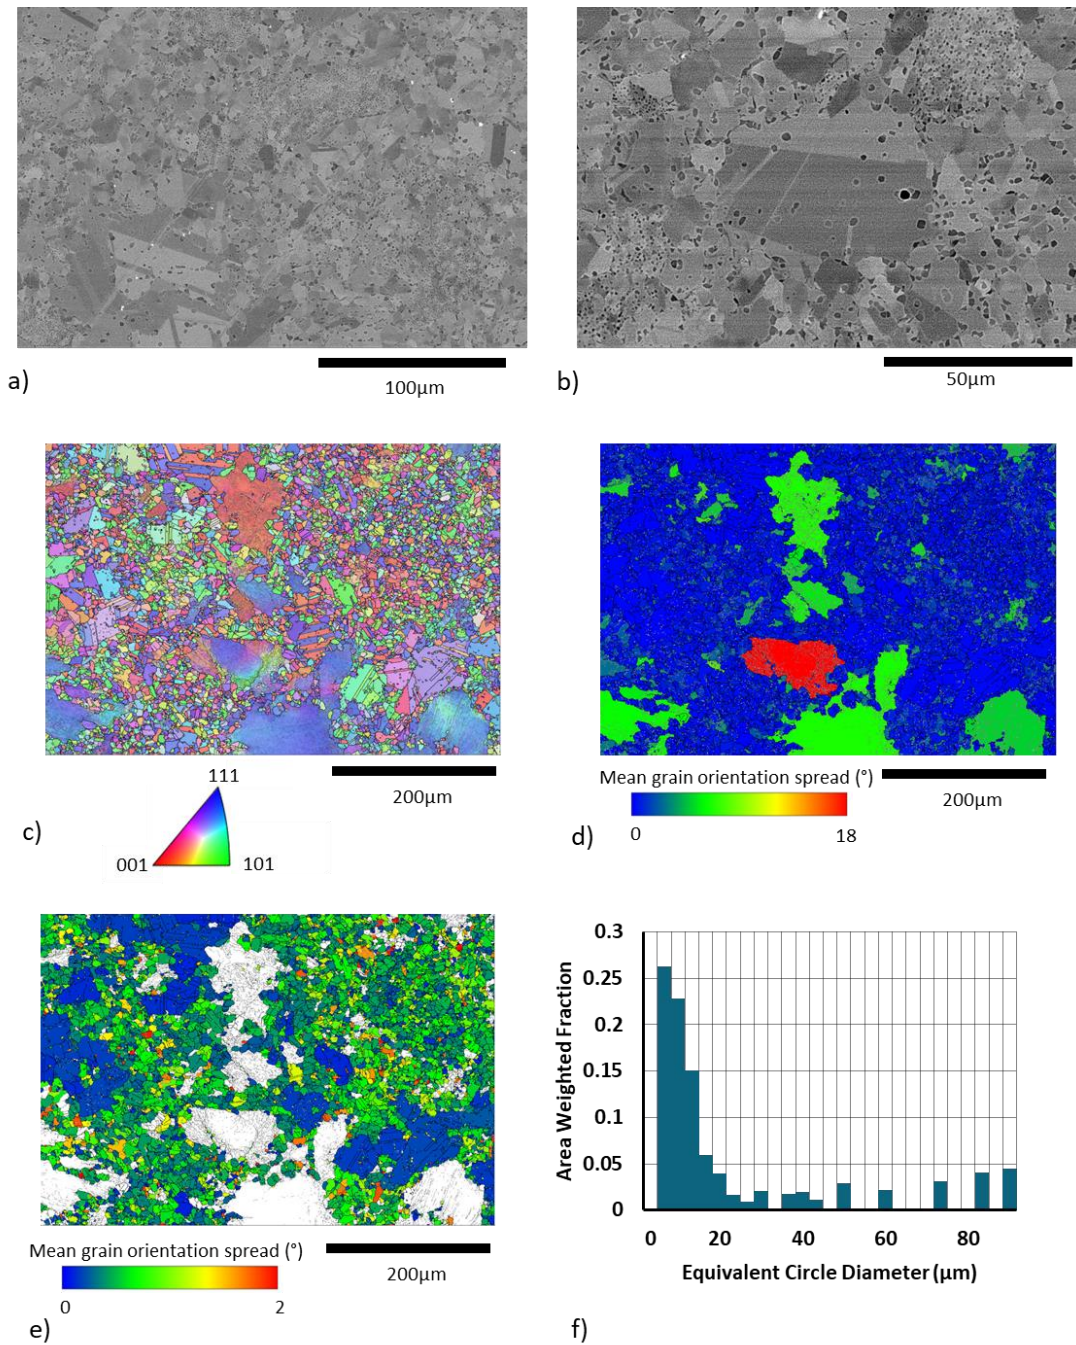 a)
100µm
b)
50µm
c)
111
001
101
200µm
d)
Mean grain orientation spread (°)
0
18
200µm
e)
Mean grain orientation spread (°)
0
2
200µm
f)
0.3
0.25
0.2
0.15
0.1
0.05
0
Area Weighted Fraction
0 20 40 60 80
Equivalent Circle Diameter (µm)